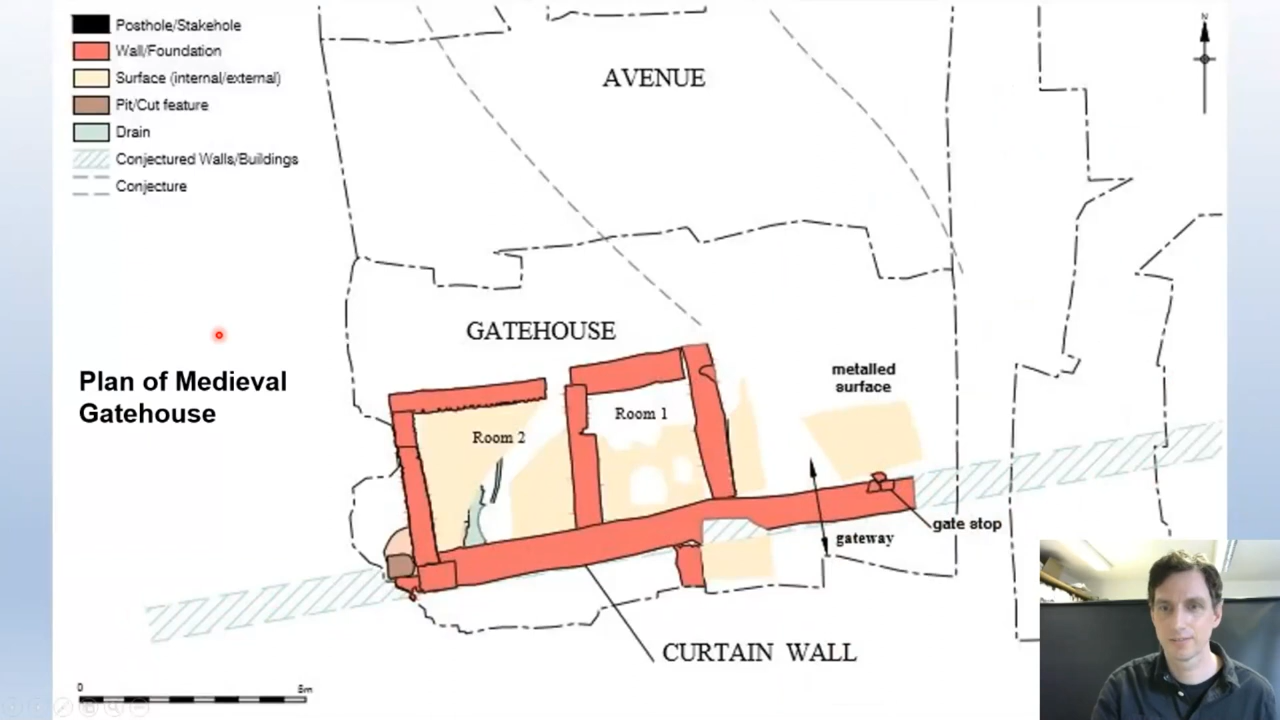 Posthole/Stakehole
Wall/Foundation
Surface (internal/external)
Pit/Cut feature
Drain
Conjectured Walls/Buildings
Conjecture
N
AVENUE
GATEHOUSE
Plan of Medieval
Gatehouse
metalled
surface
Room 1
Room 2
gate stop
gateway
CURTAIN WALL
0
5m